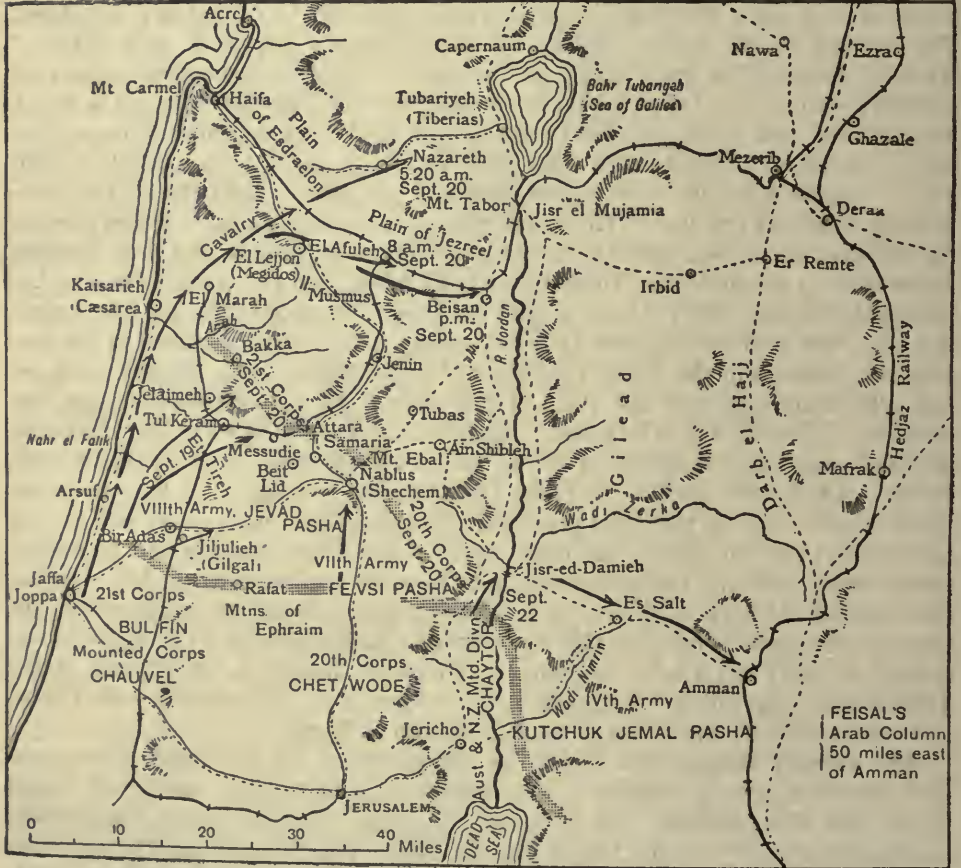 Acre
Capernaum
Nawa
Ezra
Mt. Carmel
Haifa
Tubariyeh
(Tiberias)
Bahr Tubariyeh
(Sea of Galilee)
Ghazale
Plain
of Esdraelon
Nazareth
5.20 a.m.
Sept. 20
Mezerib
Mt. Tabor
Jisr el Mujamia
Deraa
Cavalry
Plain of Jezreel
El Afuleh
8 a.m.
Sept. 20
El Lejjon
(Megidos)
Er Remte
Irbid
Kaisarieh
Cæsarea
El Marah
Musmus
Beisan
p.m.
Sept. 20
Arah
Bakka
21st Corps
Sept. 20
Jenin
R. Jordan
Jelajmeh
Tul Keram
Tubas
Nahr el Falik
Sept. 19
Et Tireh
Attara
Samaria
Messudie
Beit
Lid
Mt. Ebal
Ain Shibleh
Nablus
(Shechem
Gilead
Darb el Hajj
Hedjaz Railway
Mafrak
Arsuf
VIIIth Army, JEVAD
PASHA
Wadi Zerka
Bir Adas
Jiljulieh
(Gilgal)
20th Corps
Sept. 20
VIIth Army
FEVSI PASHA
Jisr-ed-Damieh
Jaffa
Joppa
21st Corps
Rafat
Sept.
22
Es Salt
BULFIN
Mtns. of
Ephraim
Mounted Corps
CHAUVEL
20th Corps
CHETWODE
Aust. & N.Z. Mtd. Divn.
CHAYTOR
Wadi Nimrin
IVth Army
Amman
Jericho
KUTCHUK JEMAL PASHA
FEISAL'S
Arab Column
50 miles east
of Amman
JERUSALEM
DEAD
SEA
0 10 20 30 40 Miles